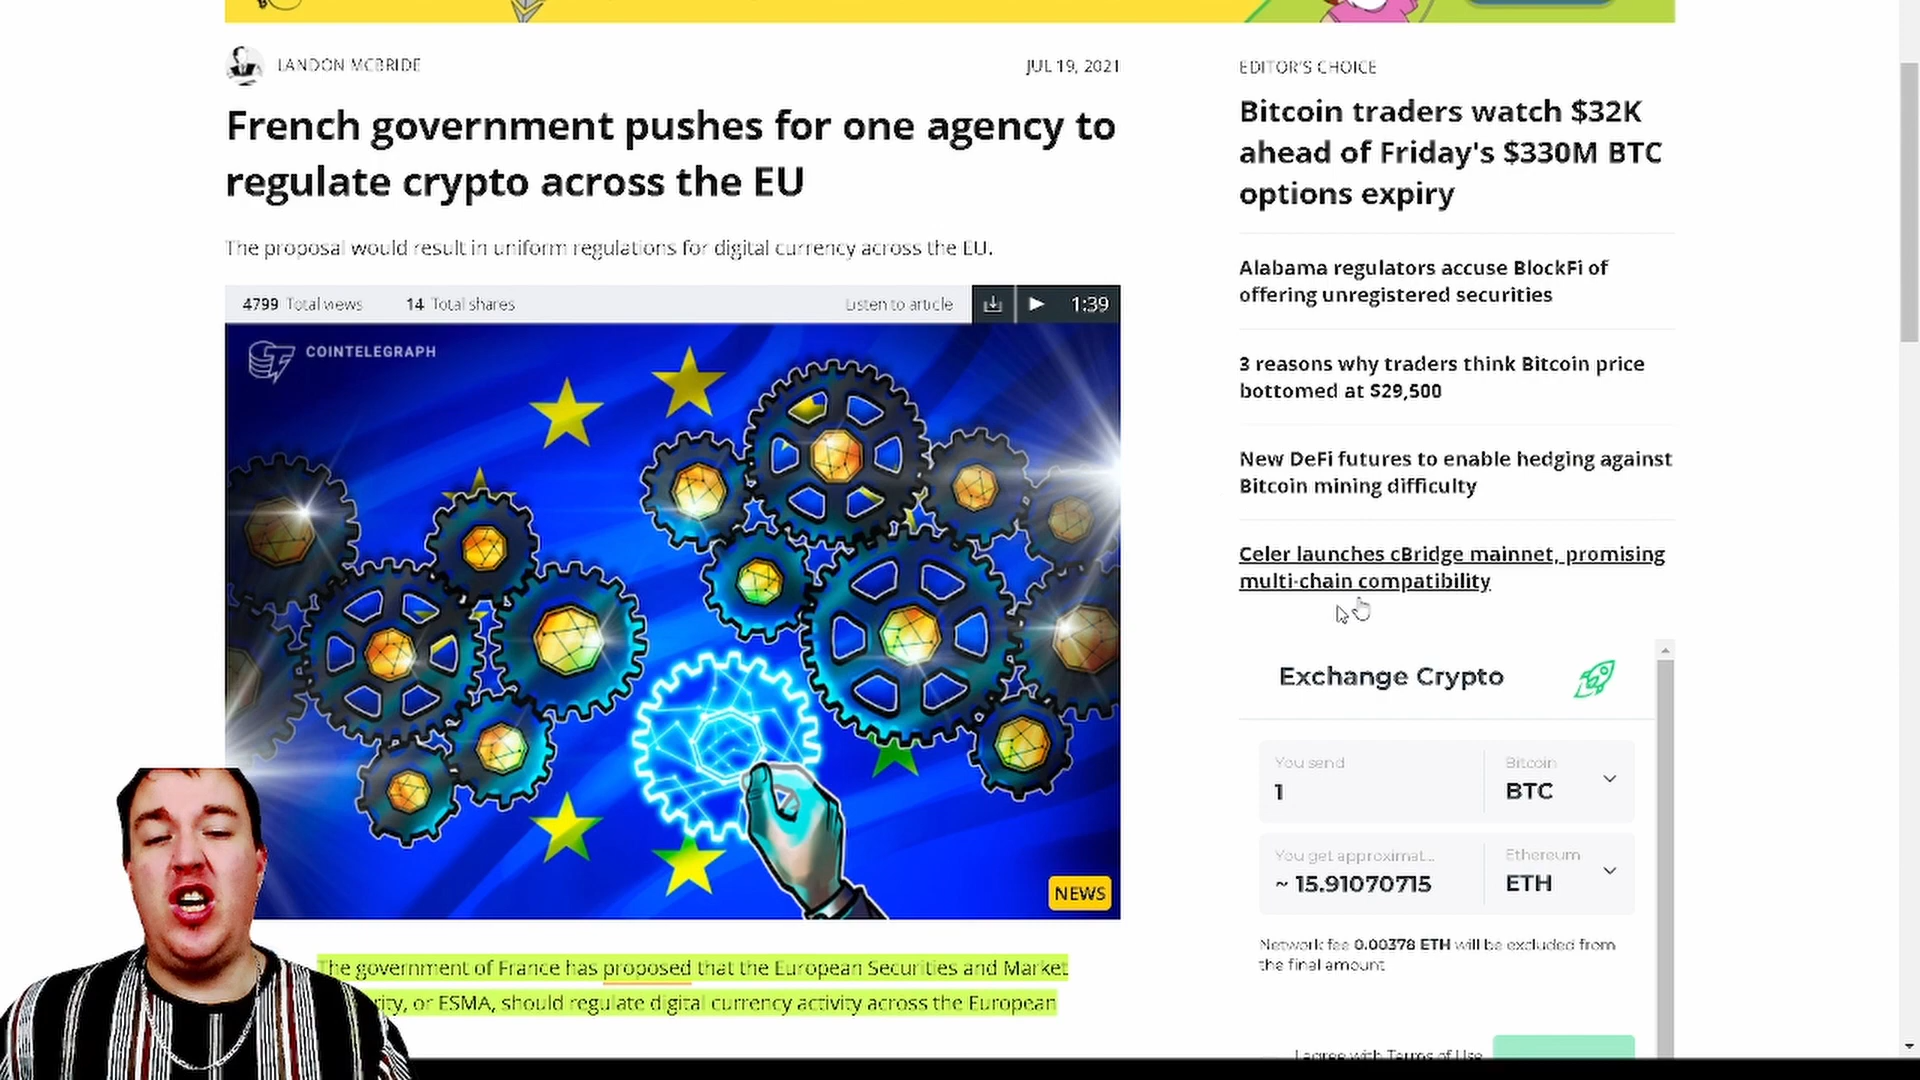 LANDON MCBRIDE
JUL 19, 2021
French government pushes for one agency to
regulate crypto across the EU
The proposal would result in uniform regulations for digital currency across the EU.
4799 Total views 14 Total shares Listen to article 1:39
COINTELEGRAPH
NEWS
The government of France has proposed that the European Securities and Market
or ESMA, should regulate digital currency activity across the European
EDITOR'S CHOICE
Bitcoin traders watch $32K
ahead of Friday's $330M BTC
options expiry
Alabama regulators accuse BlockFi of
offering unregistered securities
3 reasons why traders think Bitcoin price
bottomed at $29,500
New DeFi futures to enable hedging against
Bitcoin mining difficulty
Celer launches cBridge mainnet, promising
multi-chain compatibility
Exchange Crypto
You send
1
Bitcoin
BTC
You get approximat...
~ 15.91070715
Ethereum
ETH
Network fee 0.00378 ETH will be excluded from
the final amount
I agree with Terms of Use